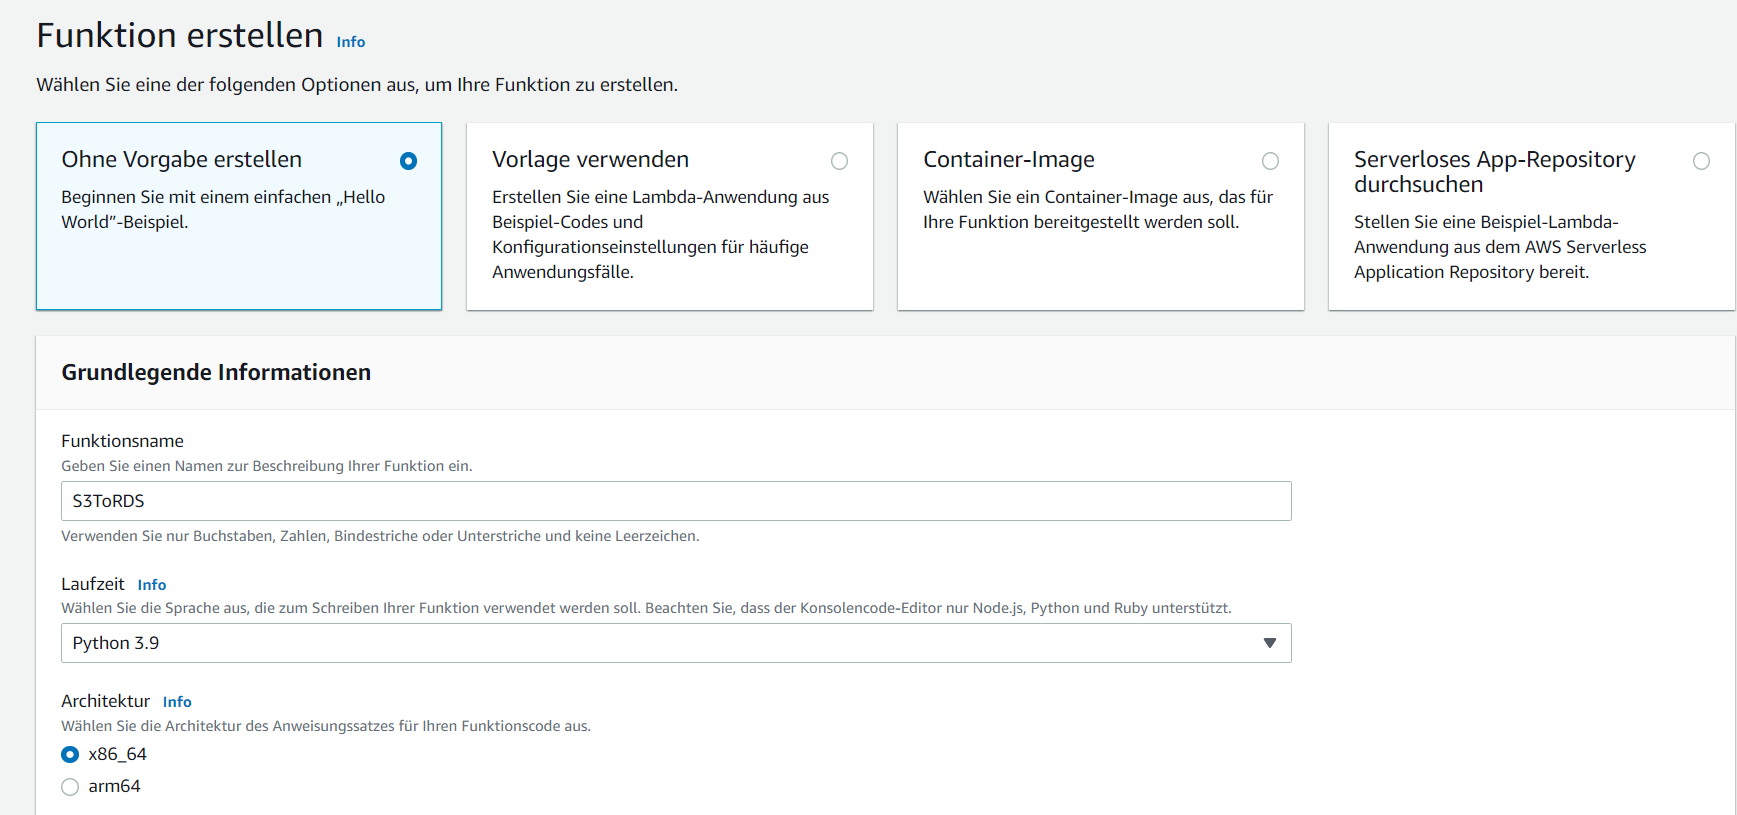 Funktion erstellen Info
Wählen Sie eine der folgenden Optionen aus, um Ihre Funktion zu erstellen.
Ohne Vorgabe erstellen
Beginnen Sie mit einem einfachen „Hello
World”-Beispiel.
Vorlage verwenden
Erstellen Sie eine Lambda-Anwendung aus
Beispiel-Codes und
Konfigurationseinstellungen für häufige
Anwendungsfälle.
Container-Image
Wählen Sie ein Container-Image aus, das für
Ihre Funktion bereitgestellt werden soll.
Serverloses App-Repository
durchsuchen
Stellen Sie eine Beispiel-Lambda-
Anwendung aus dem AWS Serverless
Application Repository bereit.
Grundlegende Informationen
Funktionsname
Geben Sie einen Namen zur Beschreibung Ihrer Funktion ein.
S3ToRDS
Verwenden Sie nur Buchstaben, Zahlen, Bindestriche oder Unterstriche und keine Leerzeichen.
Laufzeit Info
Wählen Sie die Sprache aus, die zum Schreiben Ihrer Funktion verwendet werden soll. Beachten Sie, dass der Konsolencode-Editor nur Node.js, Python und Ruby unterstützt.
Python 3.9
Architektur Info
Wählen Sie die Architektur des Anweisungssatzes für Ihren Funktionscode aus.
x86_64
arm64